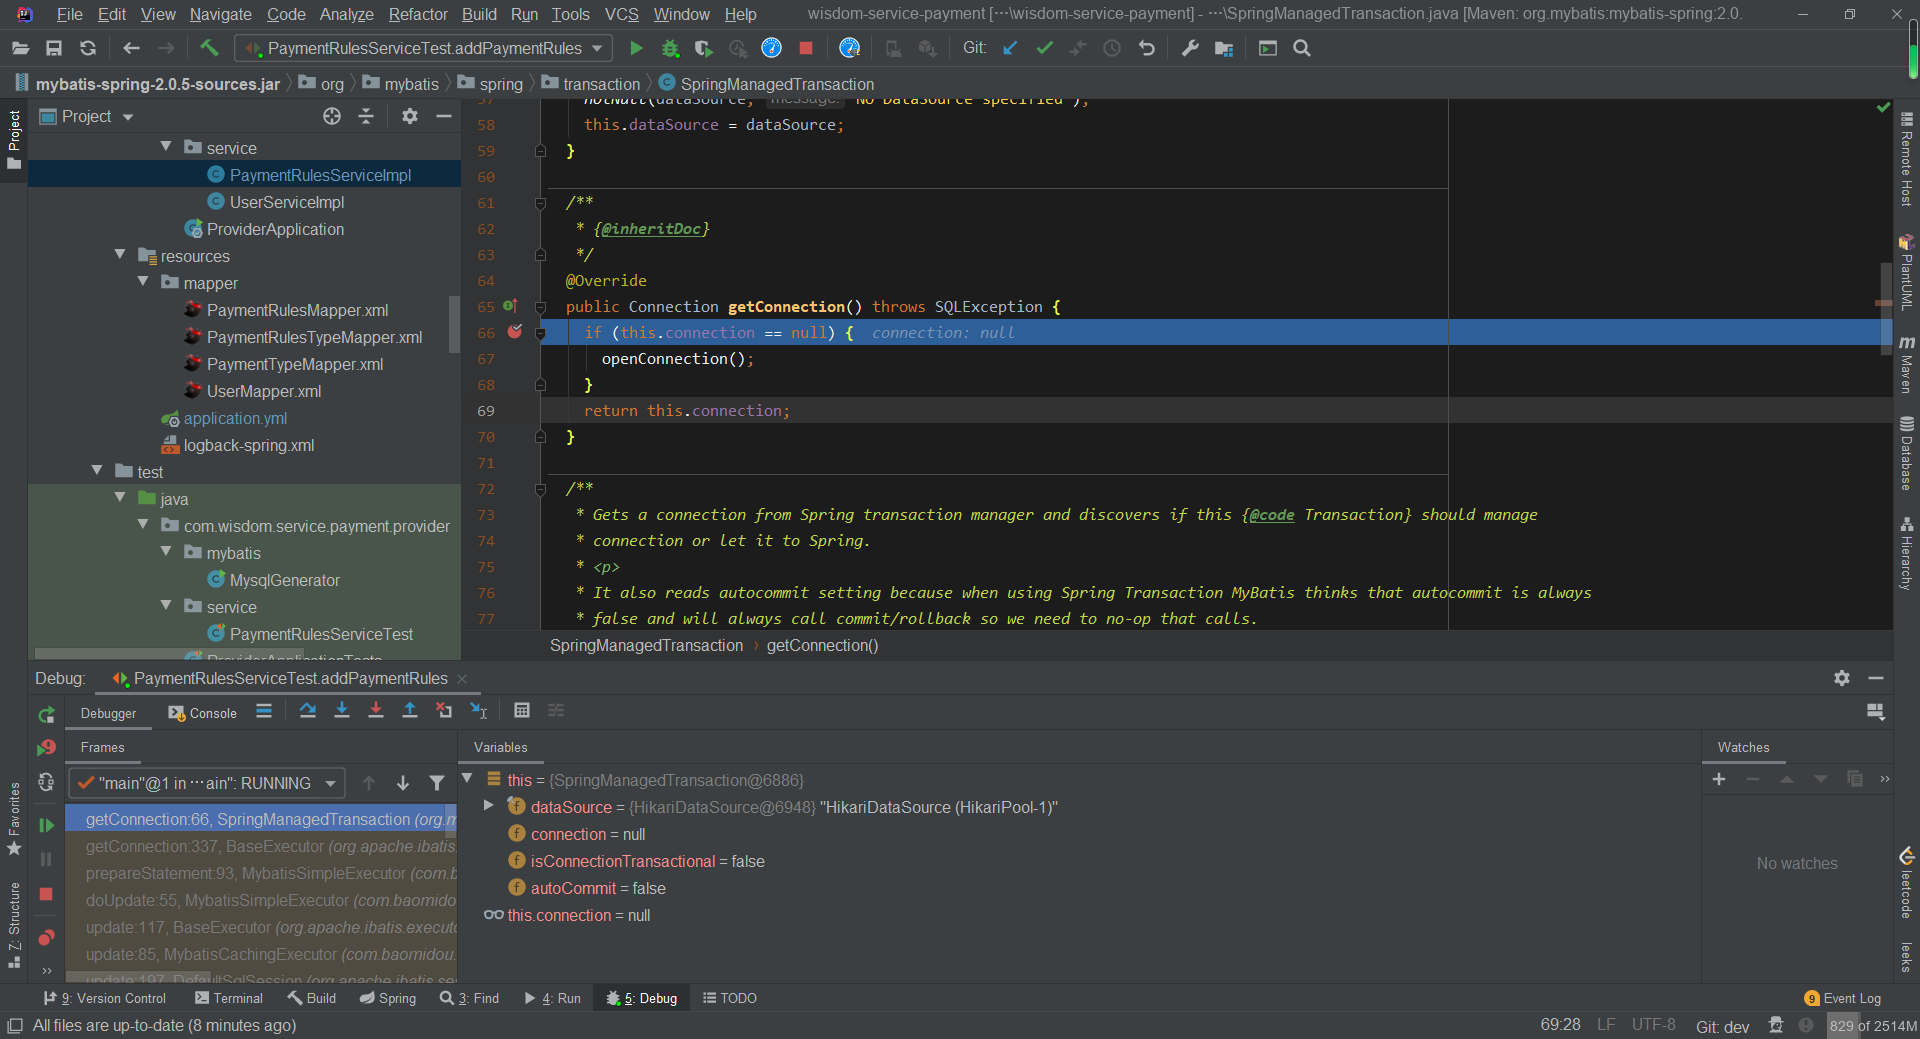 File Edit View Navigate Code Analyze Refactor Build Run Tools VCS Window Help wisdom-service-payment [...\wisdom-service-payment] - ...\SpringManagedTransaction.java [Maven: org.mybatis:mybatis-spring:2.0.
PaymentRulesServiceTest.addPaymentRules Git:
mybatis-spring-2.0.5-sources.jar org mybatis spring transaction SpringManagedTransaction
Project
service
PaymentRulesServiceImpl
UserServiceImpl
ProviderApplication
resources
mapper
PaymentRulesMapper.xml
PaymentRulesTypeMapper.xml
PaymentTypeMapper.xml
UserMapper.xml
application.yml
logback-spring.xml
test
java
com.wisdom.service.payment.provider
mybatis
MysqlGenerator
service
PaymentRulesServiceTest
ProviderApplicationTests
57 notNull(dataSource, message: "No DataSource specified");
58 this.dataSource = dataSource;
59 }
60
61 /**
62 * {@inheritDoc}
63 */
64 @Override
65 public Connection getConnection() throws SQLException {
66 if (this.connection == null) { connection: null
67 openConnection();
68 }
69 return this.connection;
70 }
71
72 /**
73 * Gets a connection from Spring transaction manager and discovers if this {@code Transaction} should manage
74 * connection or let it to Spring.
75 * <p>
76 * It also reads autocommit setting because when using Spring Transaction MyBatis thinks that autocommit is always
77 * false and will always call commit/rollback so we need to no-op that calls.
SpringManagedTransaction › getConnection()
Project
Favorites
Z: Structure
Remote Host
PlantUML
Maven
Database
Hierarchy
leetcode
leeks
Debug: PaymentRulesServiceTest.addPaymentRules
Debugger Console
Frames
"main"@1 in ···ain": RUNNING
getConnection:66, SpringManagedTransaction (org.m
getConnection:337, BaseExecutor (org.apache.ibatis.
prepareStatement:93, MybatisSimpleExecutor (com.b
doUpdate:55, MybatisSimpleExecutor (com.baomido
update:117, BaseExecutor (org.apache.ibatis.executo
update:85, MybatisCachingExecutor (com.baomidou.
update:197, DefaultSqlSession (org.apache.ibatis.se
Variables
this = {SpringManagedTransaction@6886}
dataSource = {HikariDataSource@6948} "HikariDataSource (HikariPool-1)"
connection = null
isConnectionTransactional = false
autoCommit = false
this.connection = null
Watches
No watches
9: Version Control Terminal Build Spring 3: Find 4: Run 5: Debug TODO 9 Event Log
All files are up-to-date (8 minutes ago) 69:28 LF UTF-8 Git: dev 829 of 2514M